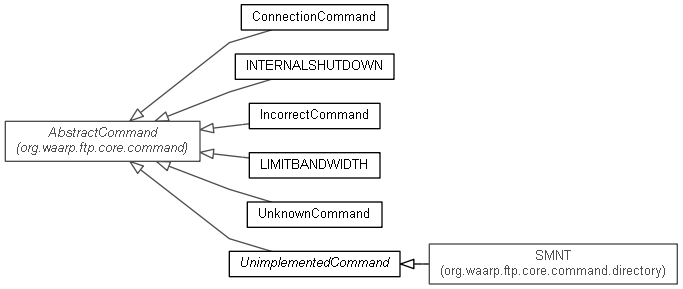 ConnectionCommand
INTERNALSHUTDOWN
IncorrectCommand
AbstractCommand
(org.waarp.ftp.core.command)
LIMITBANDWIDTH
UnknownCommand
UnimplementedCommand
SMNT
(org.waarp.ftp.core.command.directory)